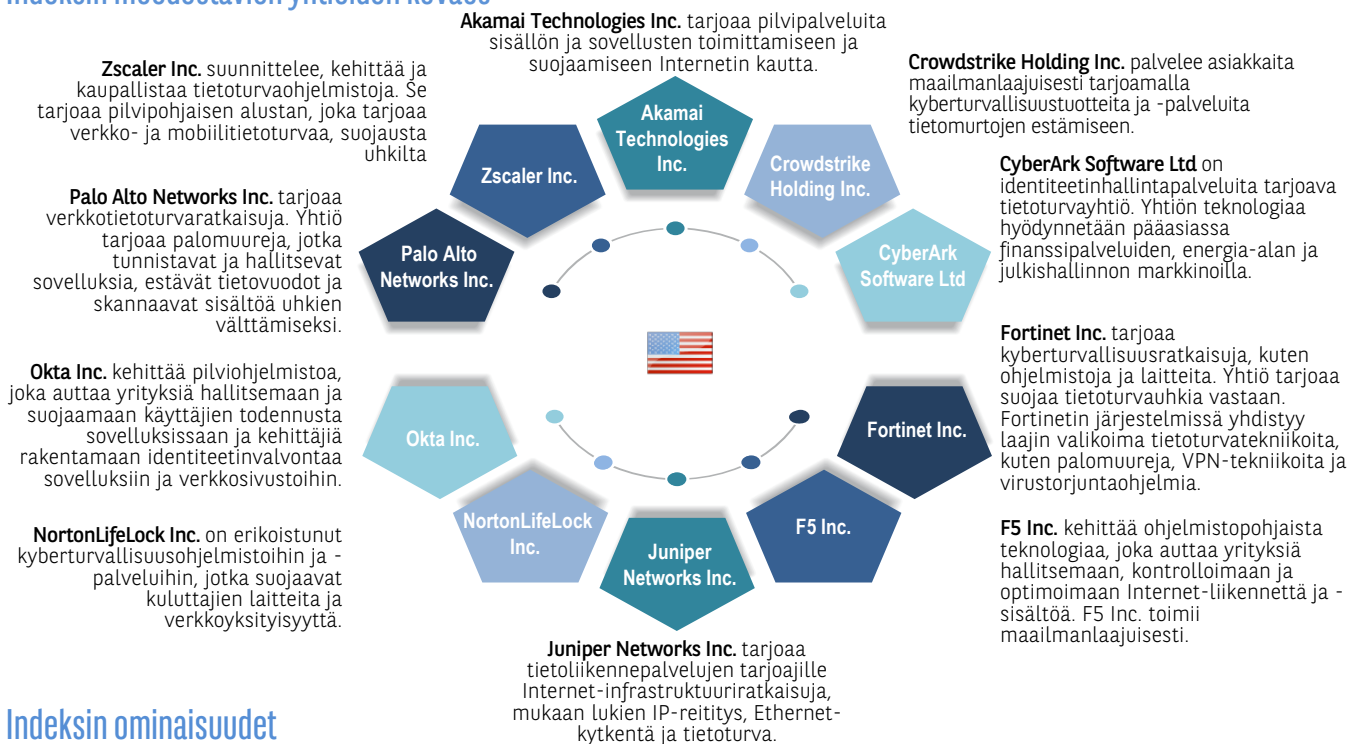 Indeksin muodostavien yhtiöiden kuvaus
Akamai Technologies Inc. tarjoaa pilvipalveluita
sisällön ja sovellusten toimittamiseen ja
suojaamiseen Internetin kautta.
Zscaler Inc. suunnittelee, kehittää ja
kaupallistaa tietoturvaohjelmistoja. Se
tarjoaa pilvipohjaisen alustan, joka tarjoaa
verkko- ja mobiilitietoturvaa, suojausta
uhkilta
Crowdstrike Holding Inc. palvelee asiakkaita
maailmanlaajuisesti tarjoamalla
kyberturvallisuustuotteita ja -palveluita
tietomurtojen estämiseen.
Palo Alto Networks Inc. tarjoaa
verkkotietoturvaratkaisuja. Yhtiö
tarjoaa palomuureja, jotka
tunnistavat ja hallitsevat
sovelluksia, estävät tietovuodot ja
skannaavat sisältöä uhkien
välttämiseksi.
CyberArk Software Ltd on
identiteetinhallintapalveluita tarjoava
tietoturvayhtiö. Yhtiön teknologiaa
hyödynnetään pääasiassa
finanssipalveluiden, energia-alan ja
julkishallinnon markkinoilla.
Akamai
Technologies
Inc.
Zscaler Inc.
Crowdstrike
Holding Inc.
Palo Alto
Networks Inc.
CyberArk
Software Ltd
Okta Inc.
Fortinet Inc.
NortonLifeLock
Inc.
F5 Inc.
Juniper
Networks Inc.
Okta Inc. kehittää pilviohjelmistoa,
joka auttaa yrityksiä hallitsemaan ja
suojaamaan käyttäjien todennusta
sovelluksissaan ja kehittäjiä
rakentamaan identiteetinvalvontaa
sovelluksiin ja verkkosivustoihin.
Fortinet Inc. tarjoaa
kyberturvallisuusratkaisuja, kuten
ohjelmistoja ja laitteita. Yhtiö tarjoaa
suojaa tietoturvauhkia vastaan.
Fortinetin järjestelmissä yhdistyy
laajin valikoima tietoturvatekniikoita,
kuten palomuureja, VPN-tekniikoita ja
virustorjuntaohjelmia.
NortonLifeLock Inc. on erikoistunut
kyberturvallisuusohjelmistoihin ja -
palveluihin, jotka suojaavat
kuluttajien laitteita ja
verkkoyksityisyyttä.
F5 Inc. kehittää ohjelmistopohjaista
teknologiaa, joka auttaa yrityksiä
hallitsemaan, kontrolloimaan ja
optimoimaan Internet-liikennettä ja -
sisältöä. F5 Inc. toimii
maailmanlaajuisesti.
Juniper Networks Inc. tarjoaa
tietoliikennepalvelujen tarjoajille
Internet-infrastruktuuriratkaisuja,
mukaan lukien IP-reititys, Ethernet-
kytkentä ja tietoturva.
Indeksin ominaisuudet